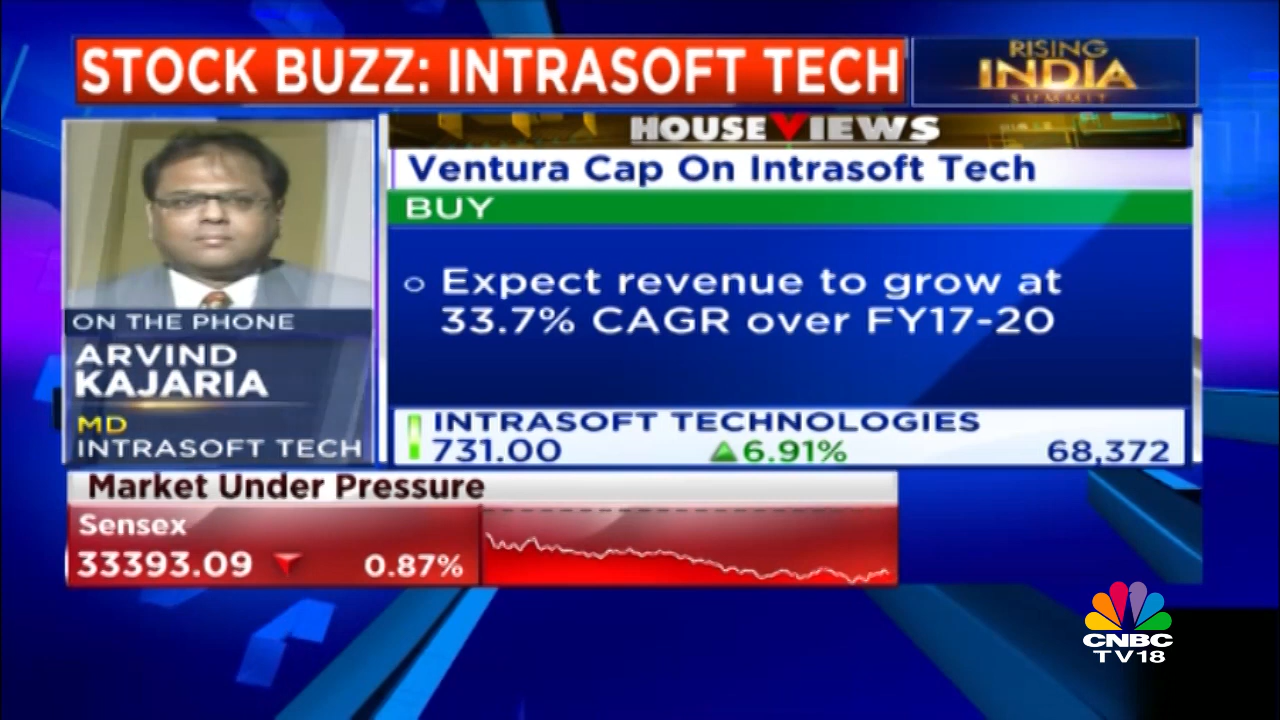 STOCK BUZZ: INTRASOFT TECH
RISING
INDIA
SUMMIT
HOUSE VIEWS
Ventura Cap On Intrasoft Tech
BUY
Expect revenue to grow at
33.7% CAGR over FY17-20
ON THE PHONE
ARVIND
KAJARIA
MD
INTRASOFT TECH
INTRASOFT TECHNOLOGIES
731.00 6.91% 68,372
Market Under Pressure
Sensex
33393.09 0.87%
CNBC
TV18